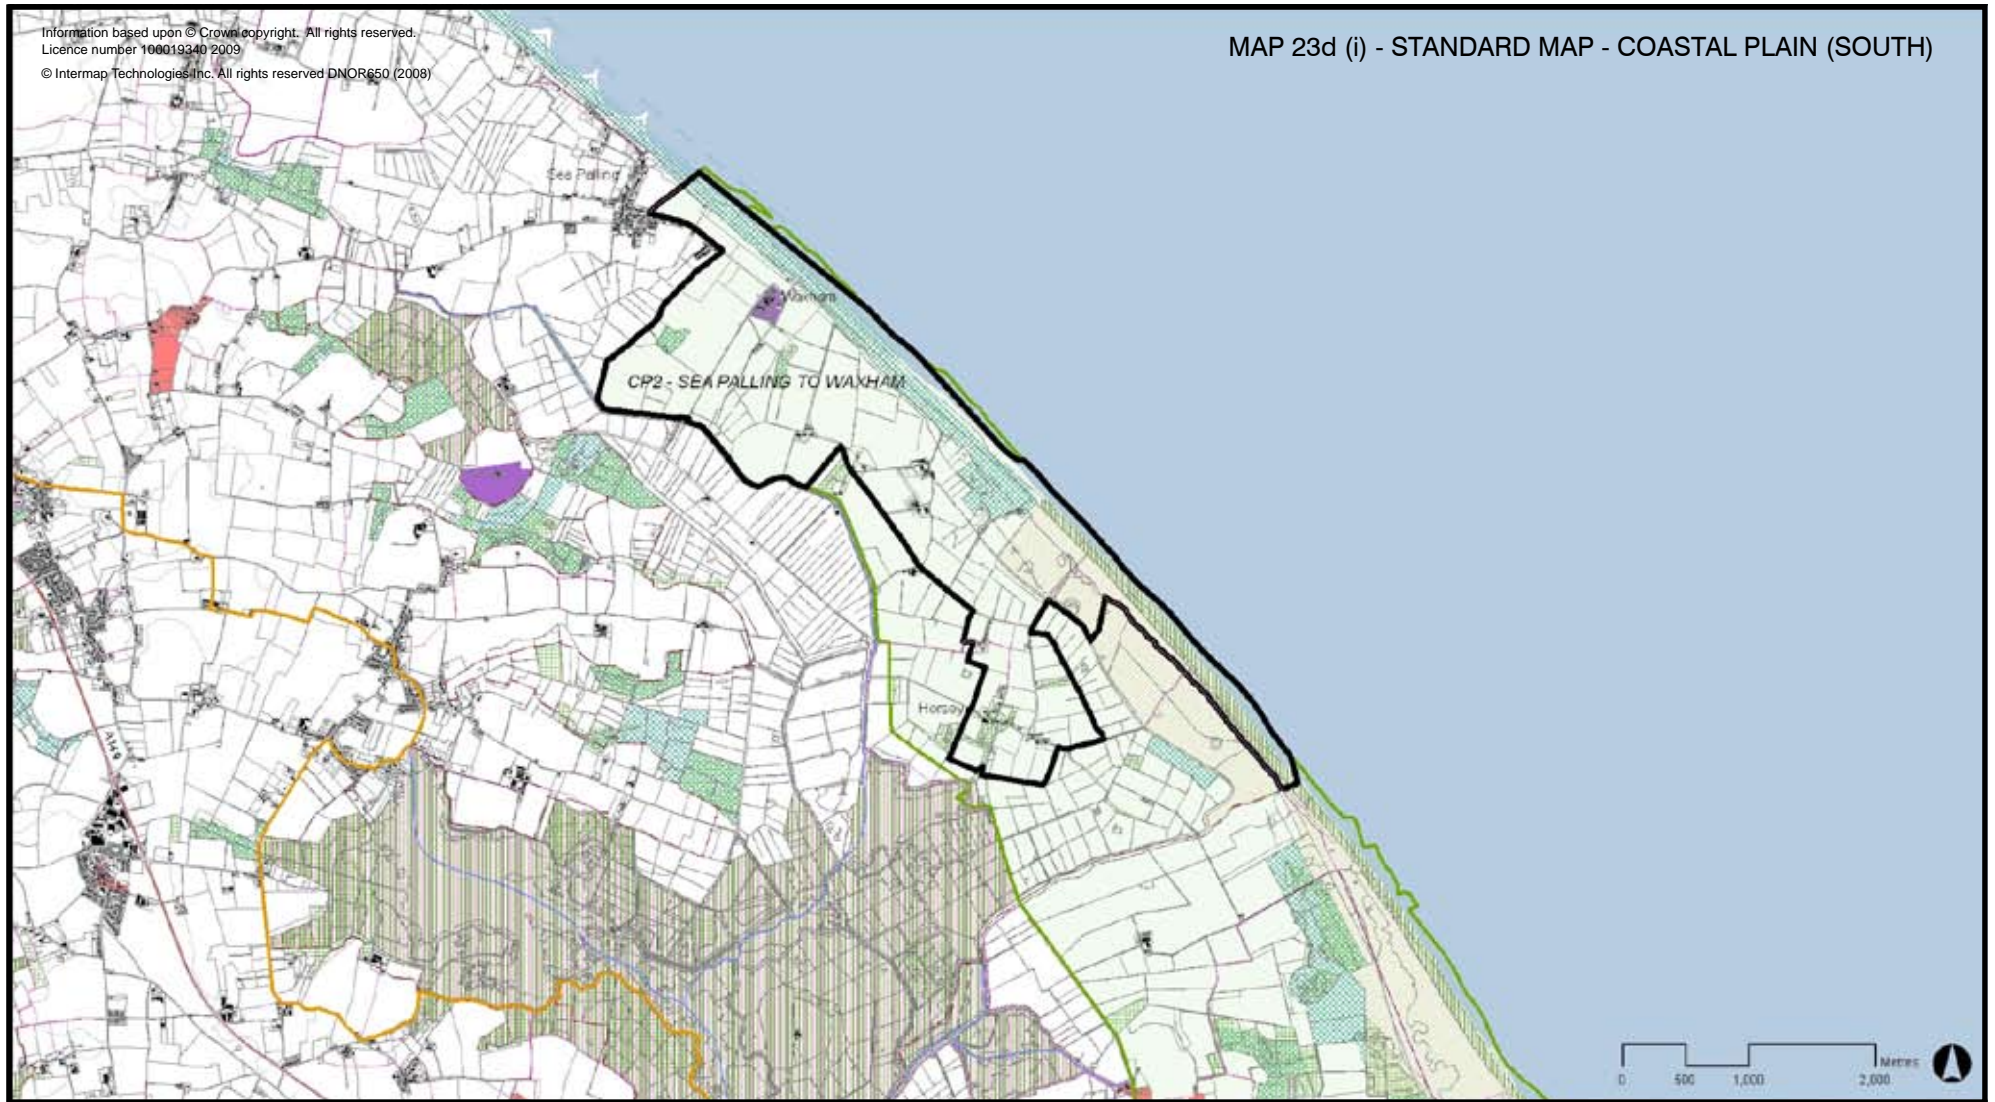 Information based upon © Crown copyright. All rights reserved.
Licence number 100019340 2009
© Intermap Technologies Inc. All rights reserved DNOR650 (2008)
MAP 23d (i) - STANDARD MAP - COASTAL PLAIN (SOUTH)
Sea Palling
Waxham
CP2 - SEA PALLING TO WAXHAM
Horsey
A149
Metres
0 500 1,000 2,000